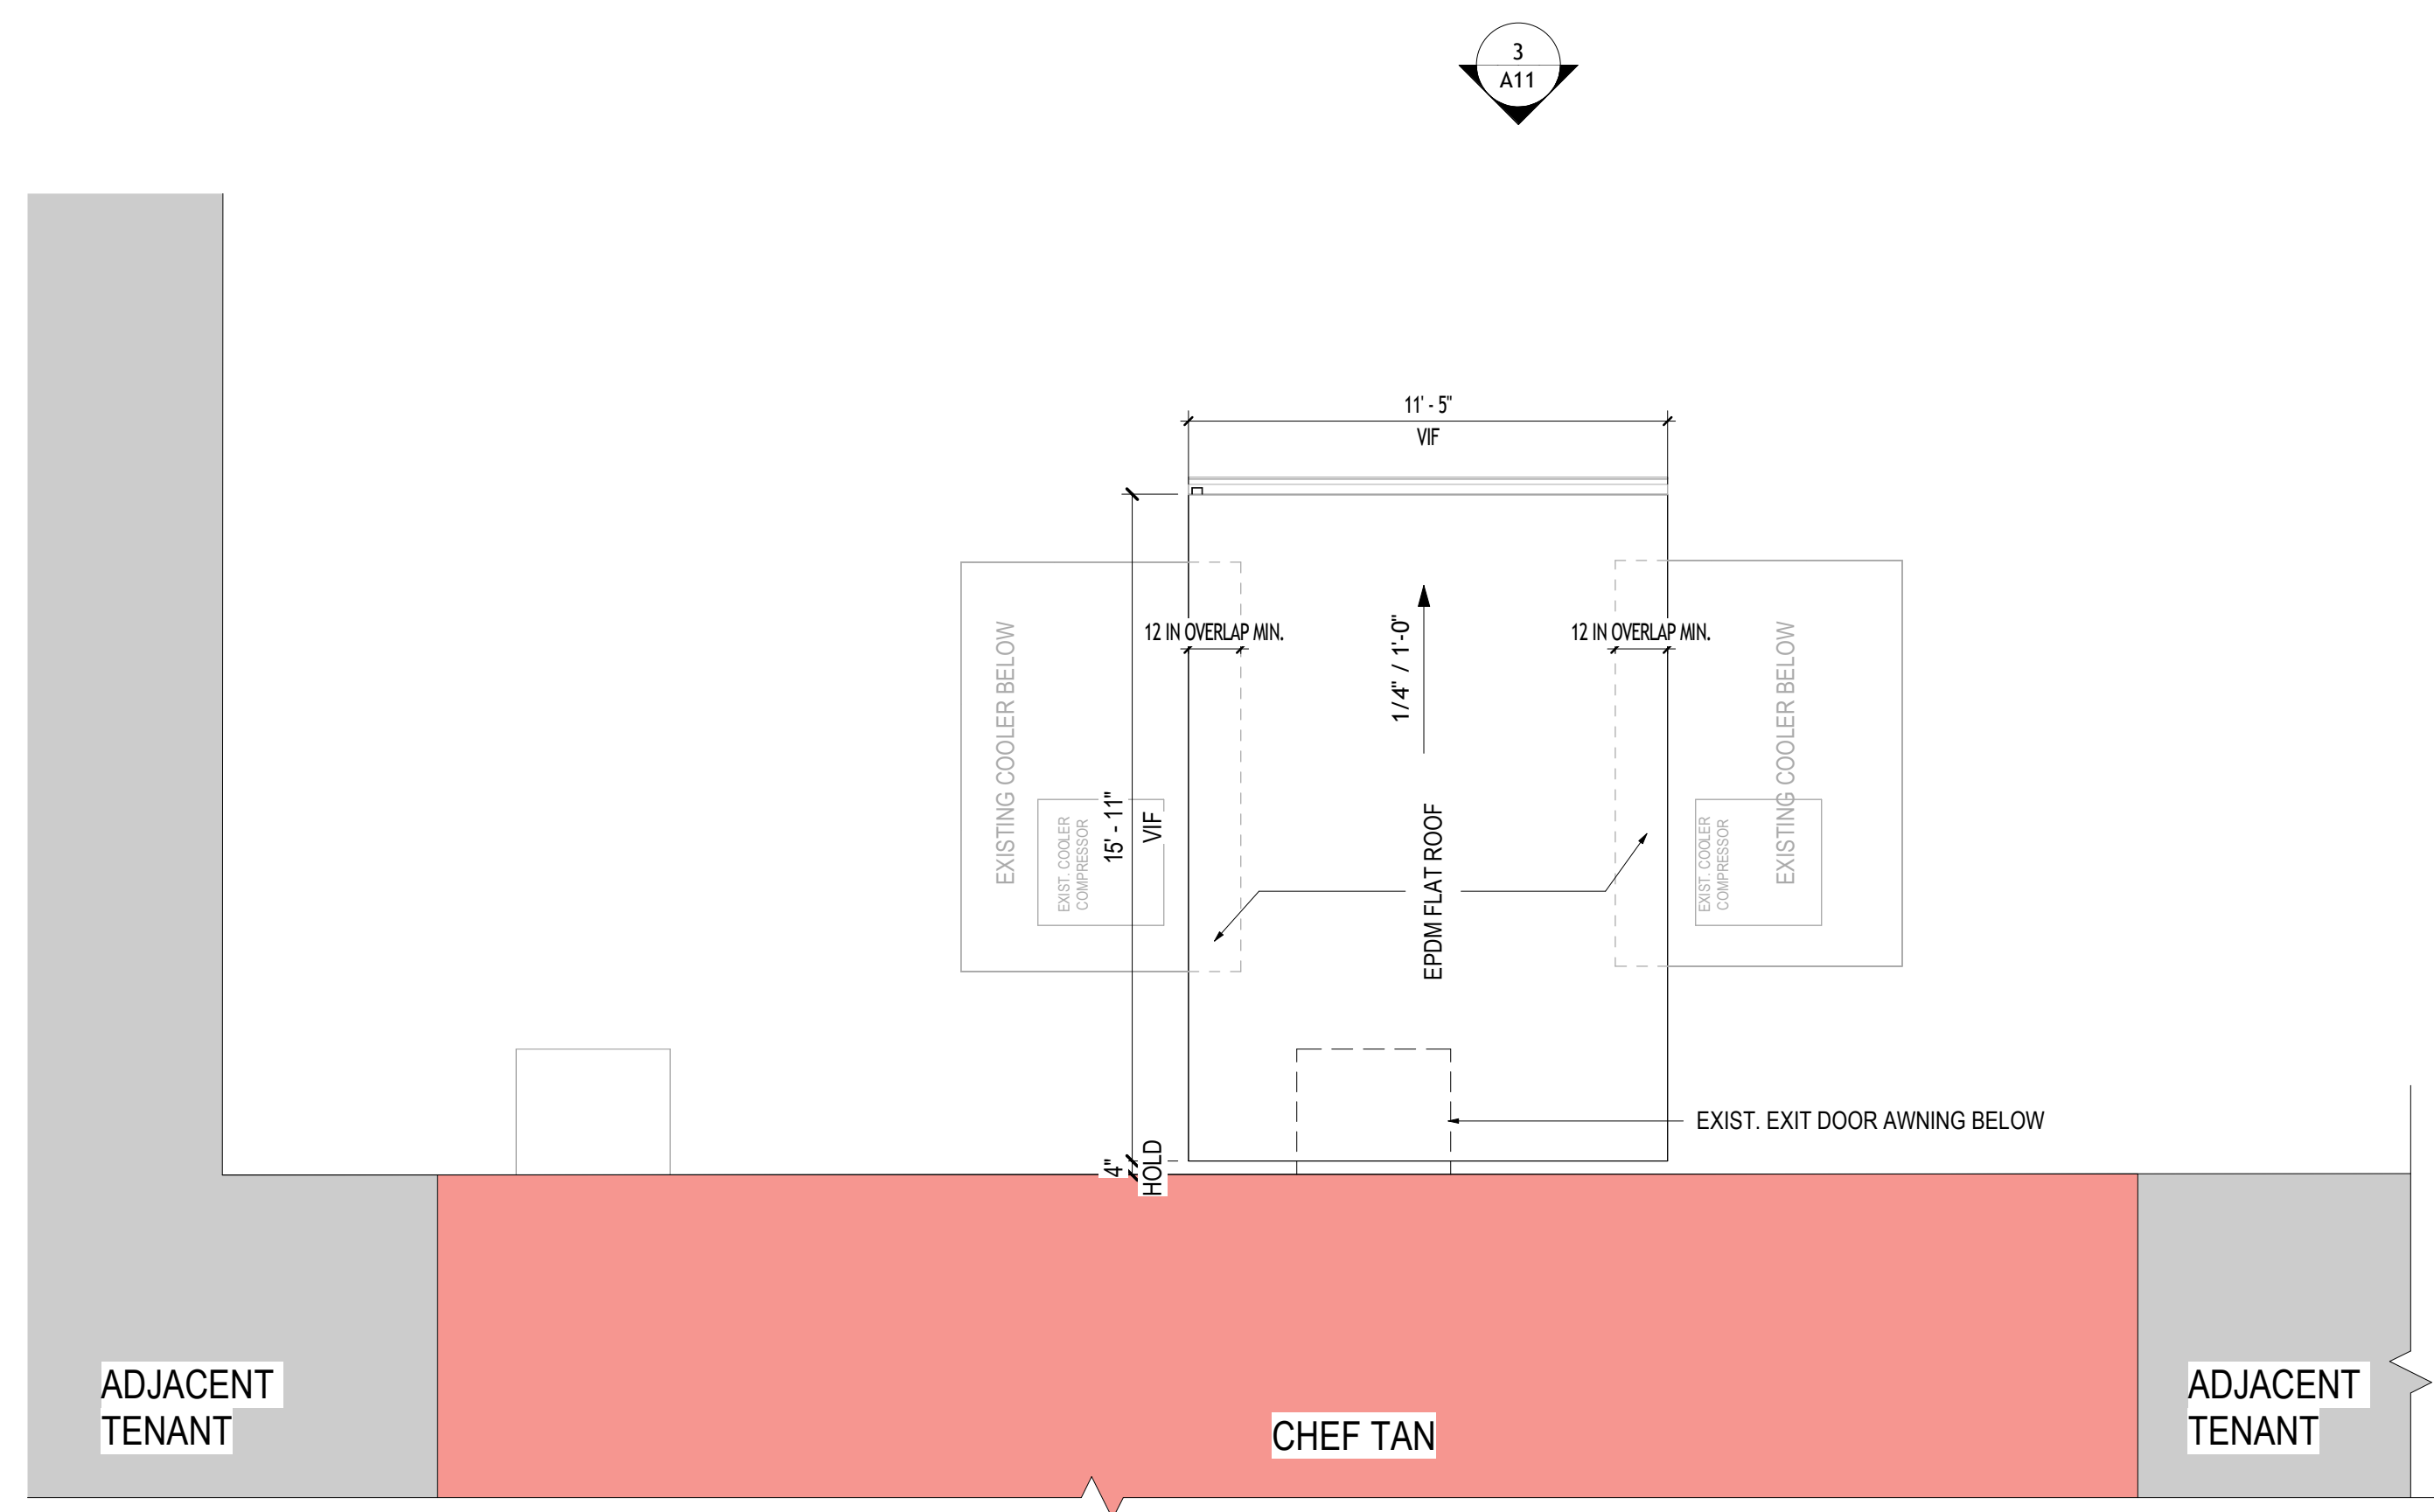 3
A11
11' - 5"
VIF
12 IN OVERLAP MIN.
12 IN OVERLAP MIN.
EXISTING COOLER BELOW
1/4" / 1'-0"
EXISTING COOLER BELOW
EXIST. COOLER
COMPRESSOR
15' - 11"
VIF
EPDM FLAT ROOF
EXIST. COOLER
COMPRESSOR
EXIST. EXIT DOOR AWNING BELOW
4"
HOLD
ADJACENT
TENANT
CHEF TAN
ADJACENT
TENANT